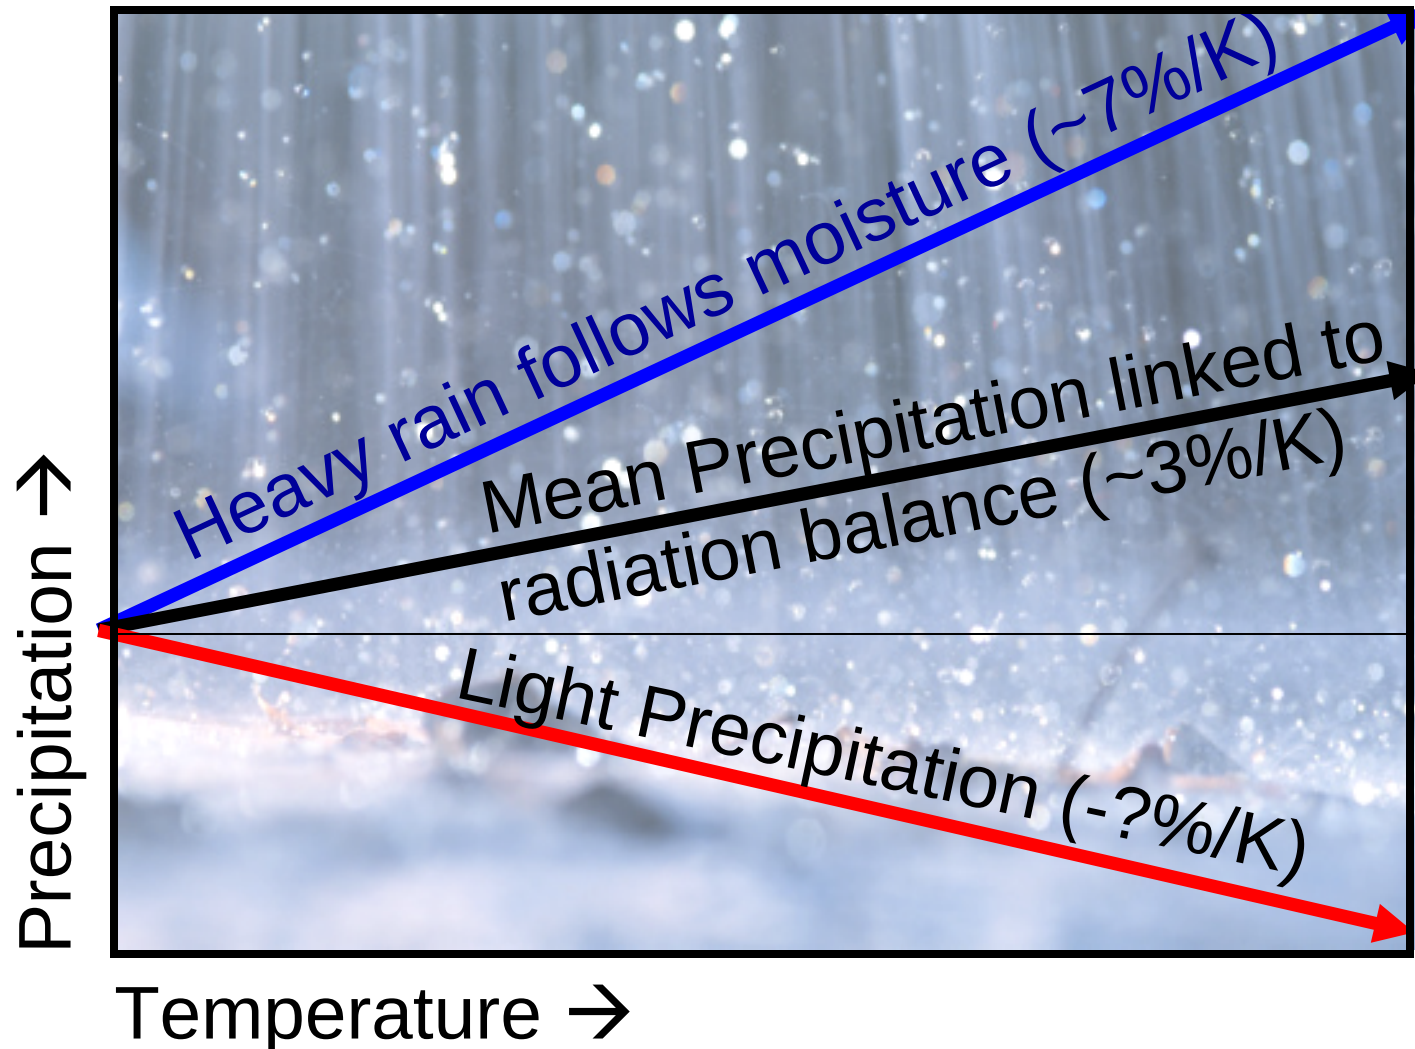 Heavy rain follows moisture (~7%/K)
Mean Precipitation linked to
radiation balance (~3%/K)
Light Precipitation (-?%/K)
Precipitation →
Temperature →